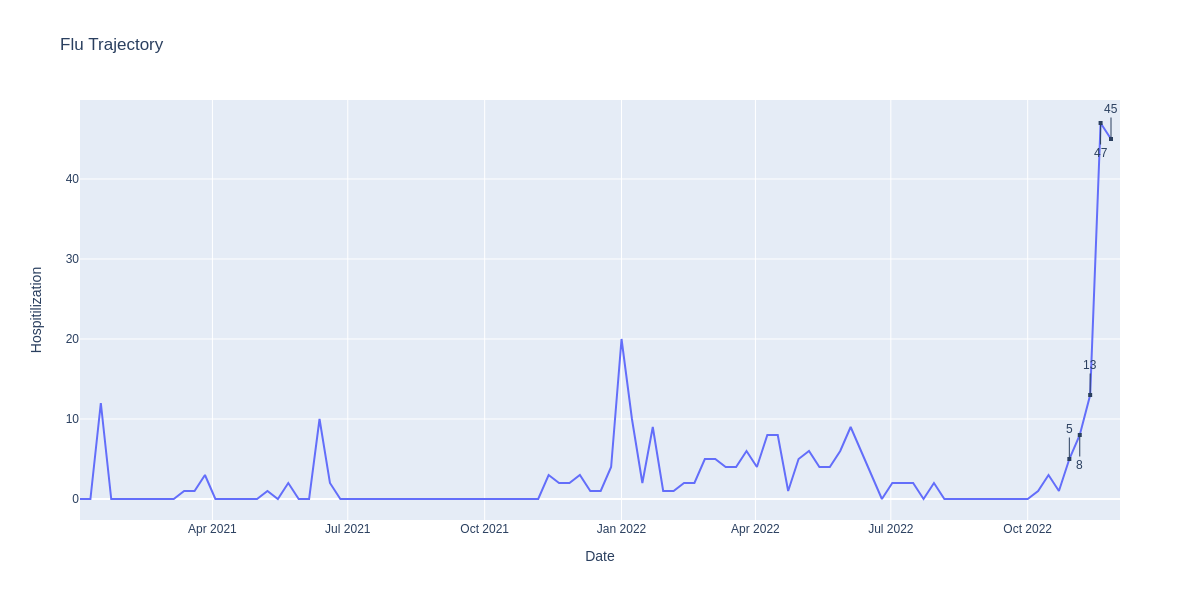 Flu Trajectory
45
47
40
30
20
13
10
5
8
0
Hospitilization
Apr 2021
Jul 2021
Oct 2021
Jan 2022
Apr 2022
Jul 2022
Oct 2022
Date